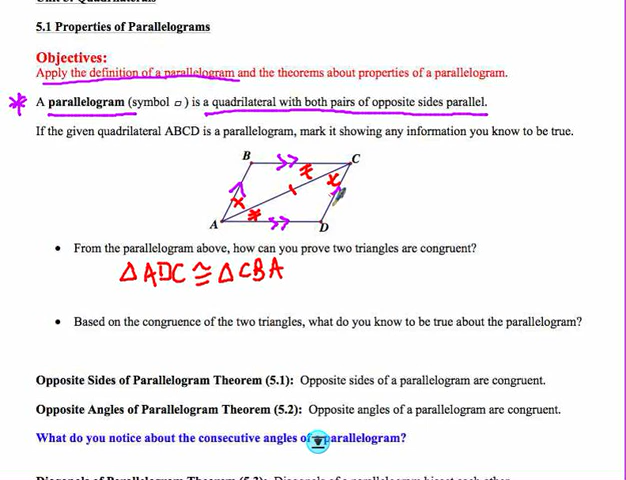 5.1 Properties of Parallelograms
Objectives:
Apply the definition of a parallelogram and the theorems about properties of a parallelogram.
* A parallelogram (symbol ▱ ) is a quadrilateral with both pairs of opposite sides parallel.
If the given quadrilateral ABCD is a parallelogram, mark it showing any information you know to be true.
B
C
A
D
• From the parallelogram above, how can you prove two triangles are congruent?
△ADC ≅ △CBA
• Based on the congruence of the two triangles, what do you know to be true about the parallelogram?
Opposite Sides of Parallelogram Theorem (5.1): Opposite sides of a parallelogram are congruent.
Opposite Angles of Parallelogram Theorem (5.2): Opposite angles of a parallelogram are congruent.
What do you notice about the consecutive angles of parallelogram?